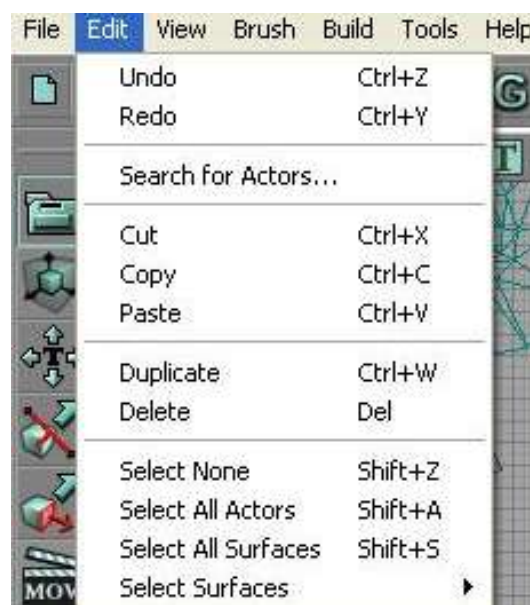 File Edit View Brush Build Tools Help
Undo Ctrl+Z
Redo Ctrl+Y
Search for Actors...
Cut Ctrl+X
Copy Ctrl+C
Paste Ctrl+V
Duplicate Ctrl+W
Delete Del
Select None Shift+Z
Select All Actors Shift+A
Select All Surfaces Shift+S
Select Surfaces
G
T
T
MOV